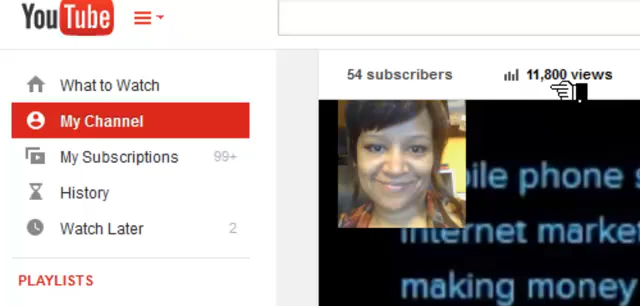 YouTube
54 subscribers
11,800 views
What to Watch
My Channel
My Subscriptions 99+
History
Watch Later 2
PLAYLISTS
phone
internet
making money